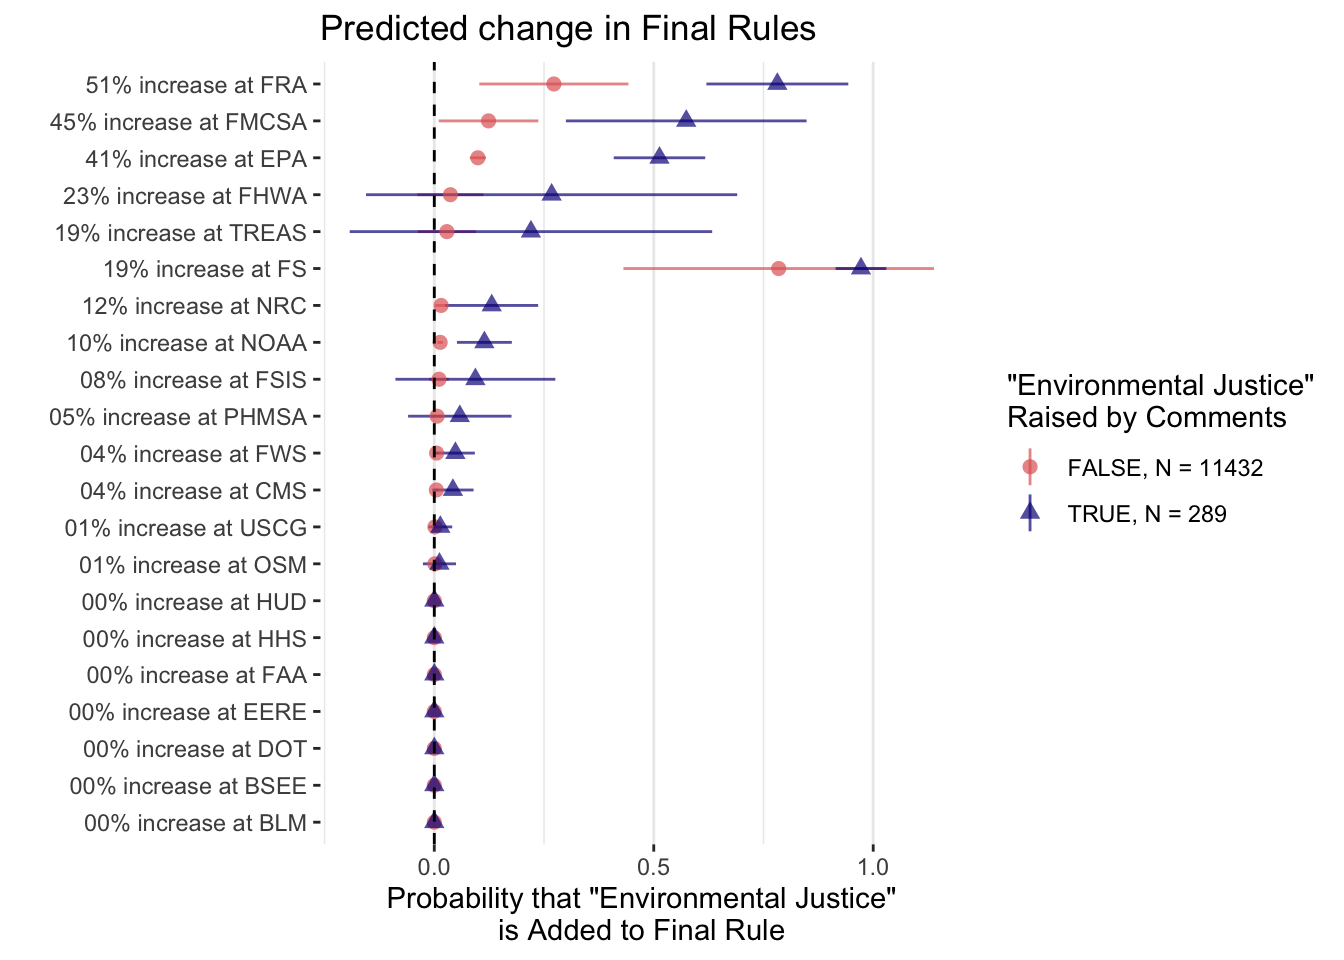 Predicted change in Final Rules
51% increase at FRA
45% increase at FMCSA
41% increase at EPA
23% increase at FHWA
19% increase at TREAS
19% increase at FS
12% increase at NRC
10% increase at NOAA
08% increase at FSIS
05% increase at PHMSA
04% increase at FWS
04% increase at CMS
01% increase at USCG
01% increase at OSM
00% increase at HUD
00% increase at HHS
00% increase at FAA
00% increase at EERE
00% increase at DOT
00% increase at BSEE
00% increase at BLM
0.0 0.5 1.0
Probability that "Environmental Justice"
is Added to Final Rule
"Environmental Justice"
Raised by Comments
FALSE, N = 11432
TRUE, N = 289